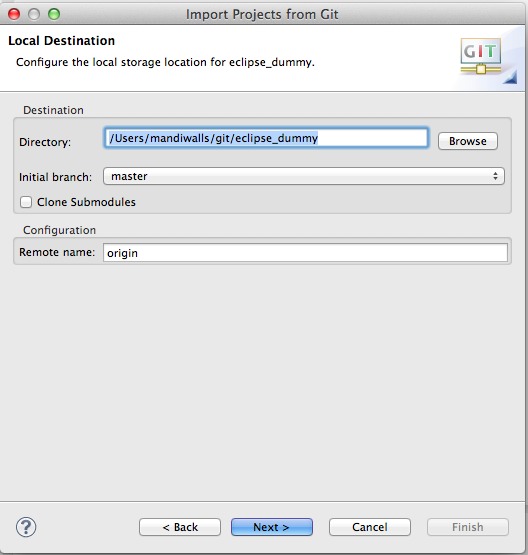 Import Projects from Git
Local Destination
Configure the local storage location for eclipse_dummy.
GIT
Destination
Directory: /Users/mandiwalls/git/eclipse_dummy Browse
Initial branch: master
Clone Submodules
Configuration
Remote name: origin
? < Back Next > Cancel Finish